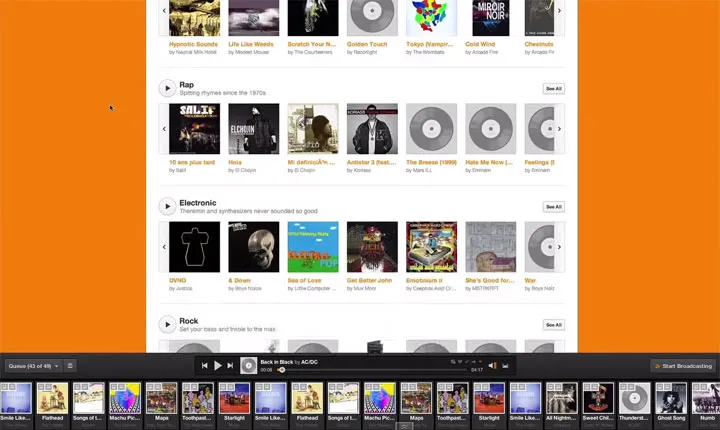 MIROIR
NOIR
Hypnotic Sounds Life Like Weeds Scratch Your N... Golden Touch Tokyo (Vampir... Cold Wind Chestnuts
by Neutral Milk Hotel by Modest Mouse by The Courteeners by Razorlight by The Wombats by Arcade Fire by Arcade Fire
Rap
Spitting rhymes since the 1970s
See All
SALIF
ELCHOJIN
KORIASS
10 ans plus tard Hola Mi definiciÃ³n ... Antistar 3 (feat... The Breeze (1999) Hate Me Now (... Feelings (
by Salif by El Chojin by El Chojin by Koriass by Mars ILL by Eminem by Eminem
Electronic
Theremin and synthesizers never sounded so good
See All
DVNO & Down Sea of Love Get Better John Emotinium II She's Good for... War
by Justice by Boys Noize by Little Computer ... by Mux Mool by Ceephax Acid Cr... by MSTRKRFT by Boys Noiz
Rock
Set your bass and treble to the max
See All
Queue (43 of 49)
Back in Black by AC/DC
00:08 04:17
Start Broadcasting
Smile Like... Flathead Songs of t... Machu Pic... Maps Toothpast... Starlight Smile Like... Flathead Songs of t... Machu Pic... Maps Toothpast... Starlight Smile Like... All Nightm... Sweet Chil... Thunderst... Ghost Song Numb